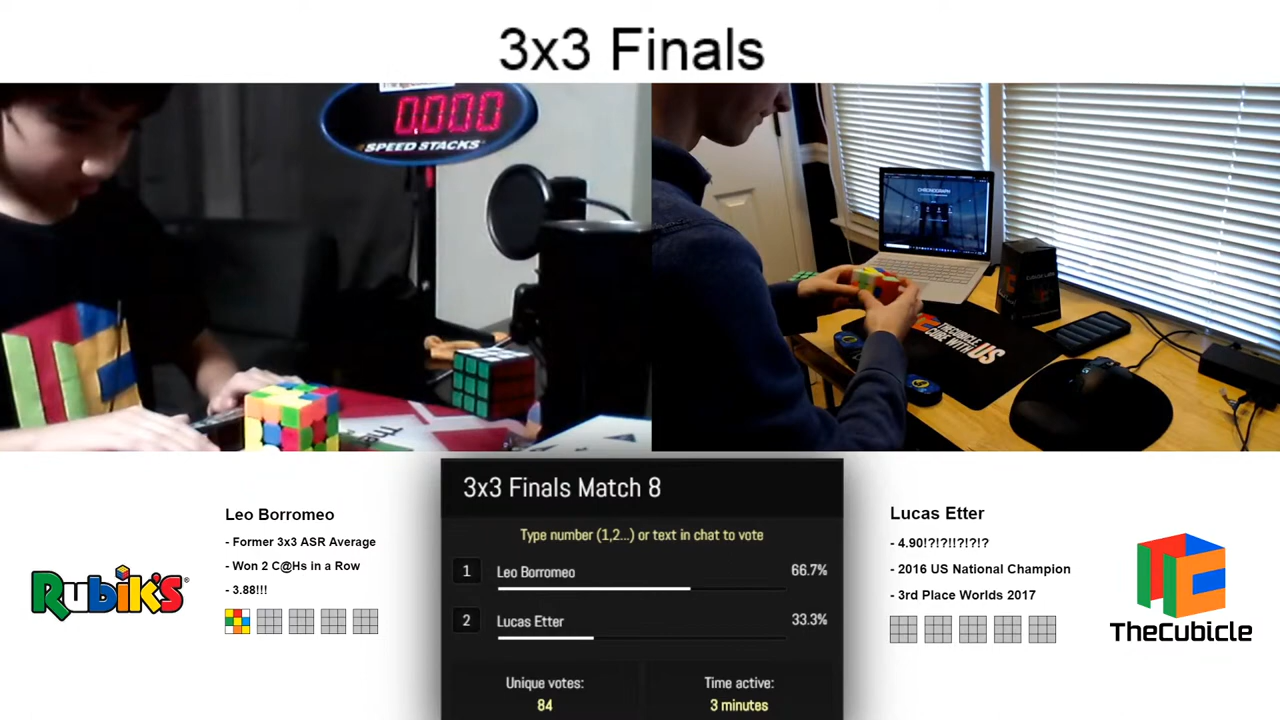 3x3 Finals
0.000
SPEED STACKS
THECUBICLE
CUBE WITH US
Leo Borromeo
- Former 3x3 ASR Average
- Won 2 C@Hs in a Row
- 3.88!!!
RUBIK'S®
3x3 Finals Match 8
Type number (1,2...) or text in chat to vote
1 Leo Borromeo 66.7%
2 Lucas Etter 33.3%
Unique votes: Time active:
84 3 minutes
Lucas Etter
- 4.90!?!?!!?!?!?
- 2016 US National Champion
- 3rd Place Worlds 2017
TheCubicle